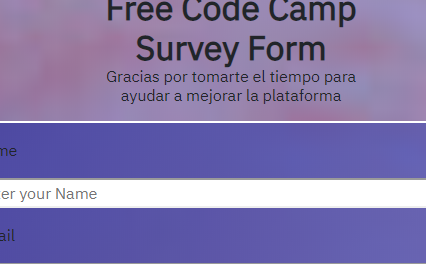 Free Code Camp
Survey Form
Gracias por tomarte el tiempo para
ayudar a mejorar la plataforma
me
er your Name
ail